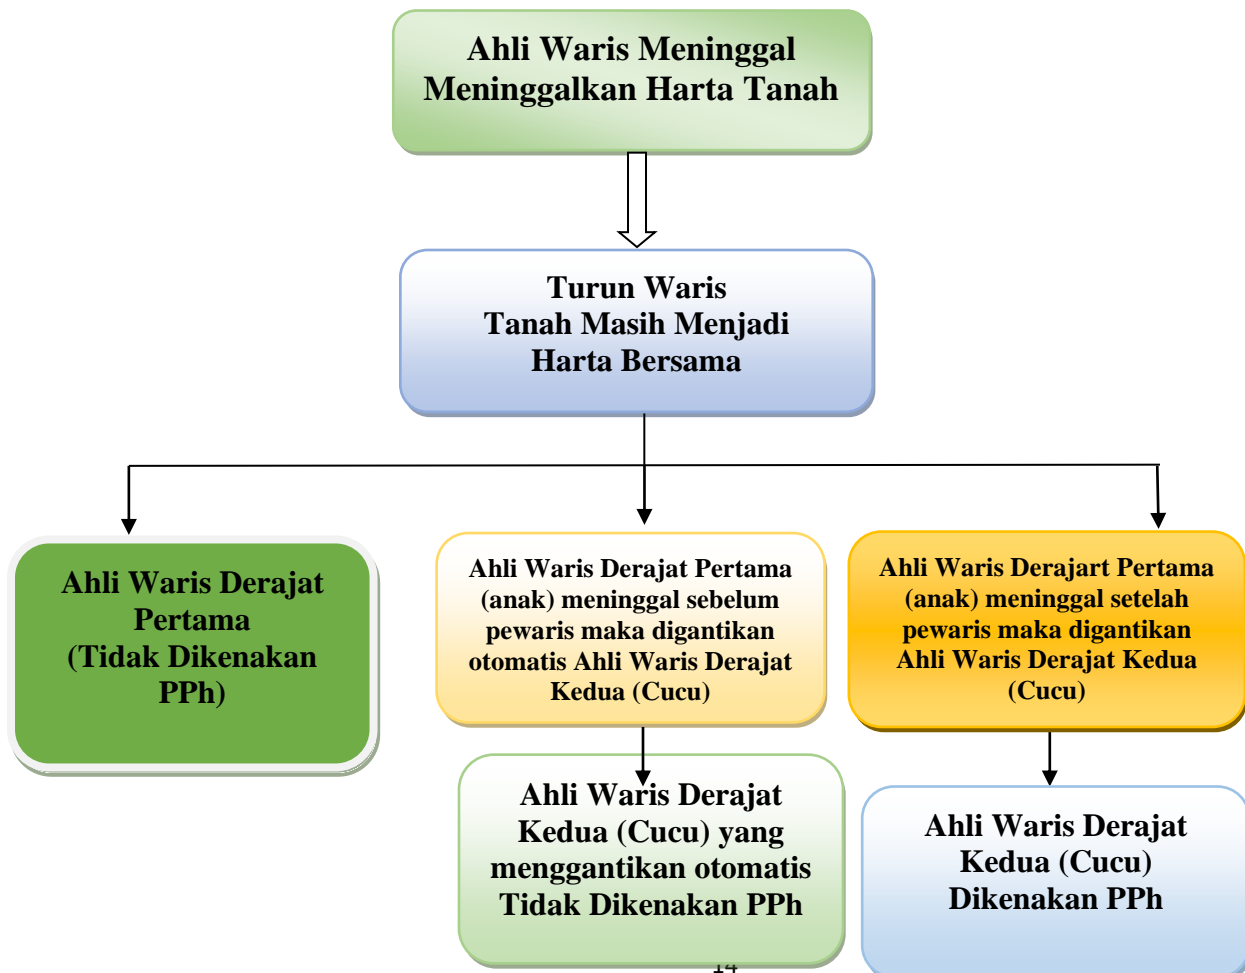 Ahli Waris Meninggal
Meninggalkan Harta Tanah
Turun Waris
Tanah Masih Menjadi
Harta Bersama
Ahli Waris Derajat
Pertama
(Tidak Dikenakan
PPh)
Ahli Waris Derajat Pertama
(anak) meninggal sebelum
pewaris maka digantikan
otomatis Ahli Waris Derajat
Kedua (Cucu)
Ahli Waris Derajart Pertama
(anak) meninggal setelah
pewaris maka digantikan
Ahli Waris Derajat Kedua
(Cucu)
Ahli Waris Derajat
Kedua (Cucu) yang
menggantikan otomatis
Tidak Dikenakan PPh
Ahli Waris Derajat
Kedua (Cucu)
Dikenakan PPh
14